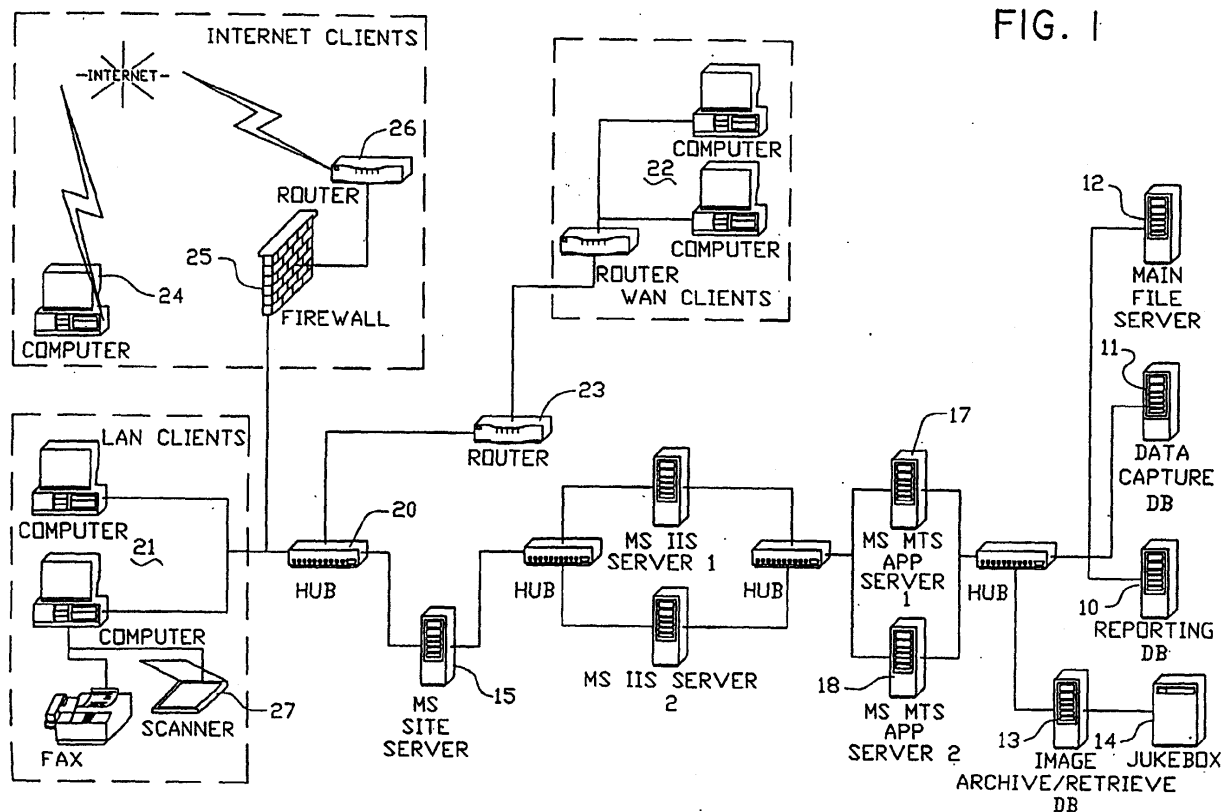 FIG. 1
INTERNET CLIENTS
INTERNET
26
ROUTER
25
24
FIREWALL
COMPUTER
COMPUTER
22
COMPUTER
ROUTER
WAN CLIENTS
12
MAIN
FILE
SERVER
11
DATA
CAPTURE
DB
10
REPORTING
DB
LAN CLIENTS
COMPUTER
21
COMPUTER
27
SCANNER
FAX
23
ROUTER
20
HUB
15
MS
SITE
SERVER
HUB
MS IIS
SERVER 1
MS IIS SERVER
2
HUB
17
MS MTS
APP
SERVER
1
18
MS MTS
APP
SERVER 2
HUB
13
IMAGE
ARCHIVE/RETRIEVE
DB
14
JUKEBOX